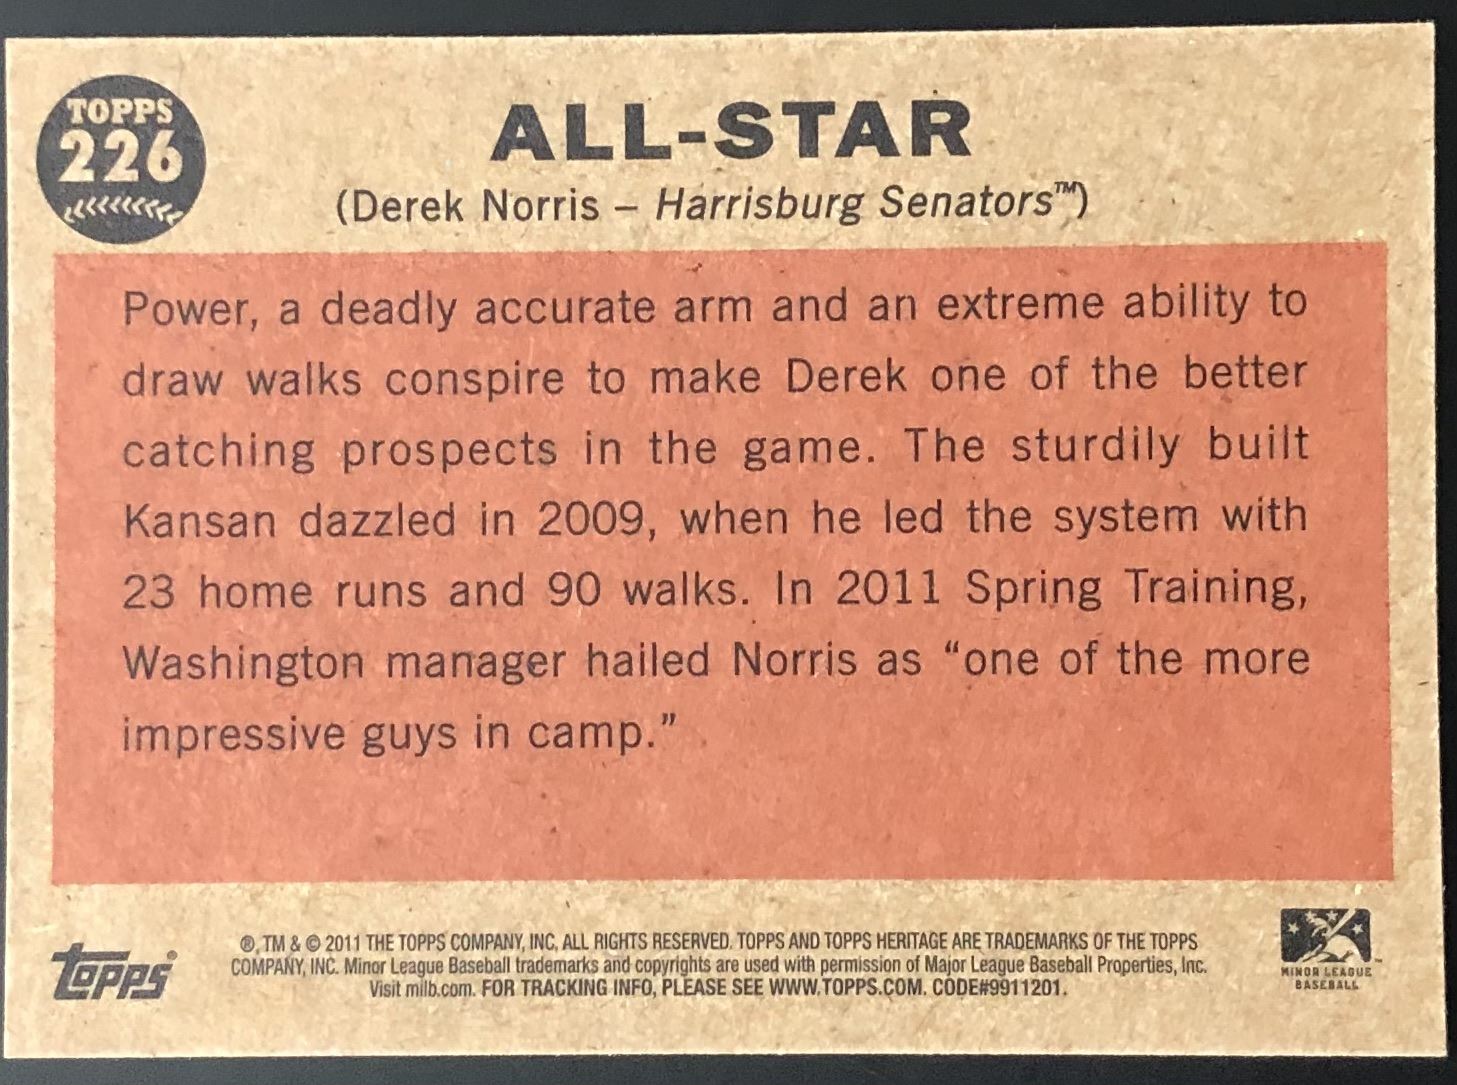 TOPPS
226
ALL-STAR
(Derek Norris – Harrisburg Senators™)
Power, a deadly accurate arm and an extreme ability to
draw walks conspire to make Derek one of the better
catching prospects in the game. The sturdily built
Kansan dazzled in 2009, when he led the system with
23 home runs and 90 walks. In 2011 Spring Training,
Washington manager hailed Norris as “one of the more
impressive guys in camp.”
topps®
®, TM & © 2011 THE TOPPS COMPANY, INC, ALL RIGHTS RESERVED. TOPPS AND TOPPS HERITAGE ARE TRADEMARKS OF THE TOPPS
COMPANY, INC. Minor League Baseball trademarks and copyrights are used with permission of Major League Baseball Properties, Inc.
Visit milb.com. FOR TRACKING INFO, PLEASE SEE WWW.TOPPS.COM. CODE#9911201.
MINOR LEAGUE™
BASEBALL